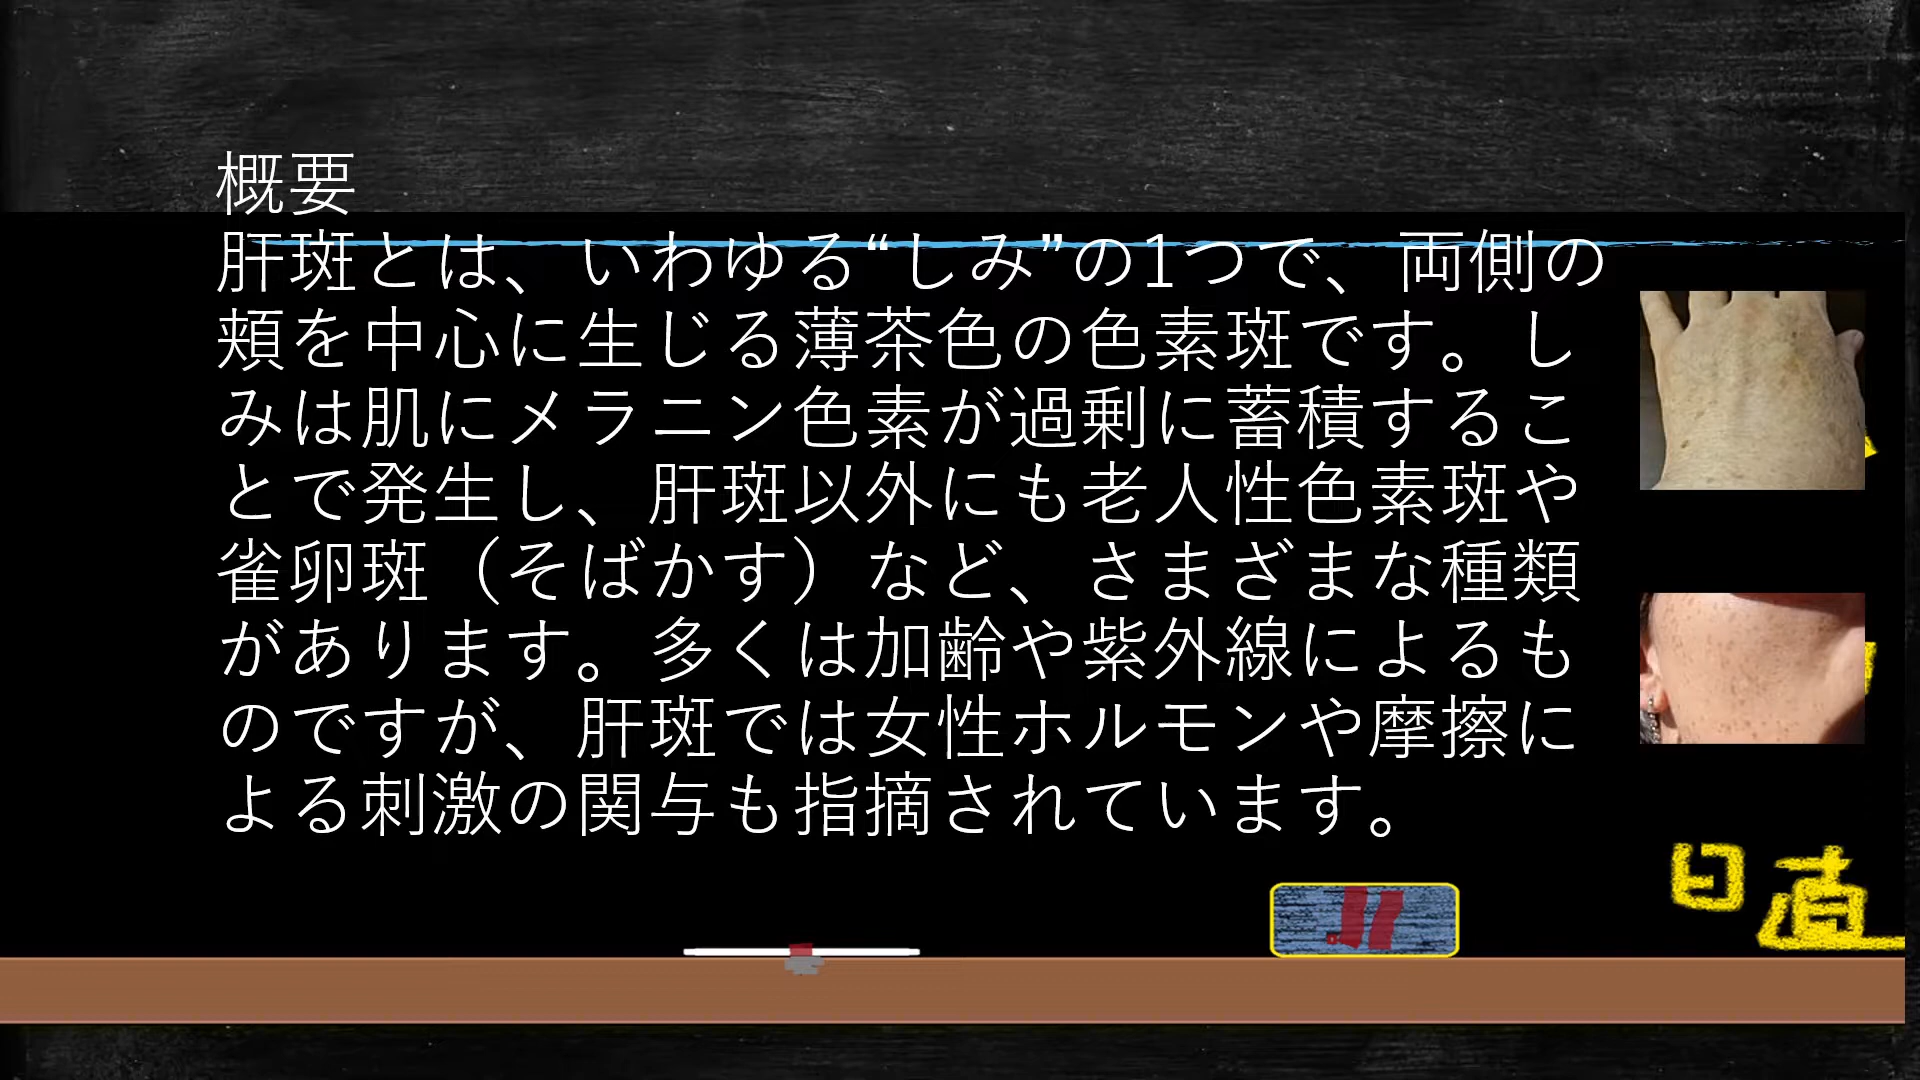 概要
肝斑とは、いわゆる“しみ”の1つで、両側の
頬を中心に生じる薄茶色の色素斑です。し
みは肌にメラニン色素が過剰に蓄積するこ
とで発生し、肝斑以外にも老人性色素斑や
雀卵斑（そばかす）など、さまざまな種類
があります。多くは加齢や紫外線によるも
のですが、肝斑では女性ホルモンや摩擦に
よる刺激の関与も指摘されています。
日直